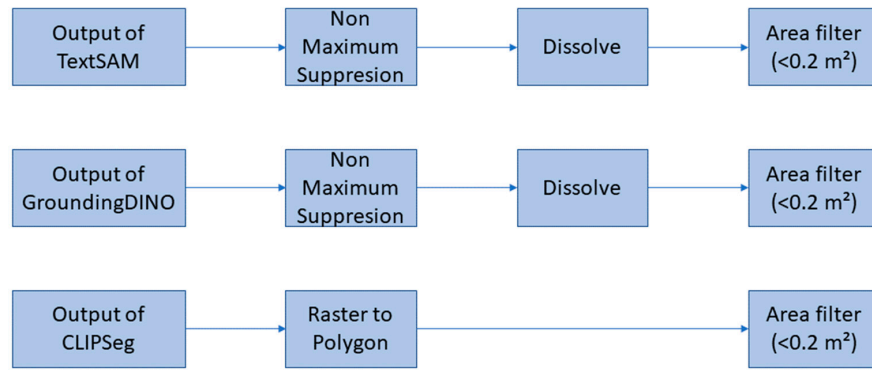 Output of
TextSAM
Non
Maximum
Suppresion
Dissolve
Area filter
(<0.2 m²)
Output of
GroundingDINO
Non
Maximum
Suppresion
Dissolve
Area filter
(<0.2 m²)
Output of
CLIPSeg
Raster to
Polygon
Area filter
(<0.2 m²)